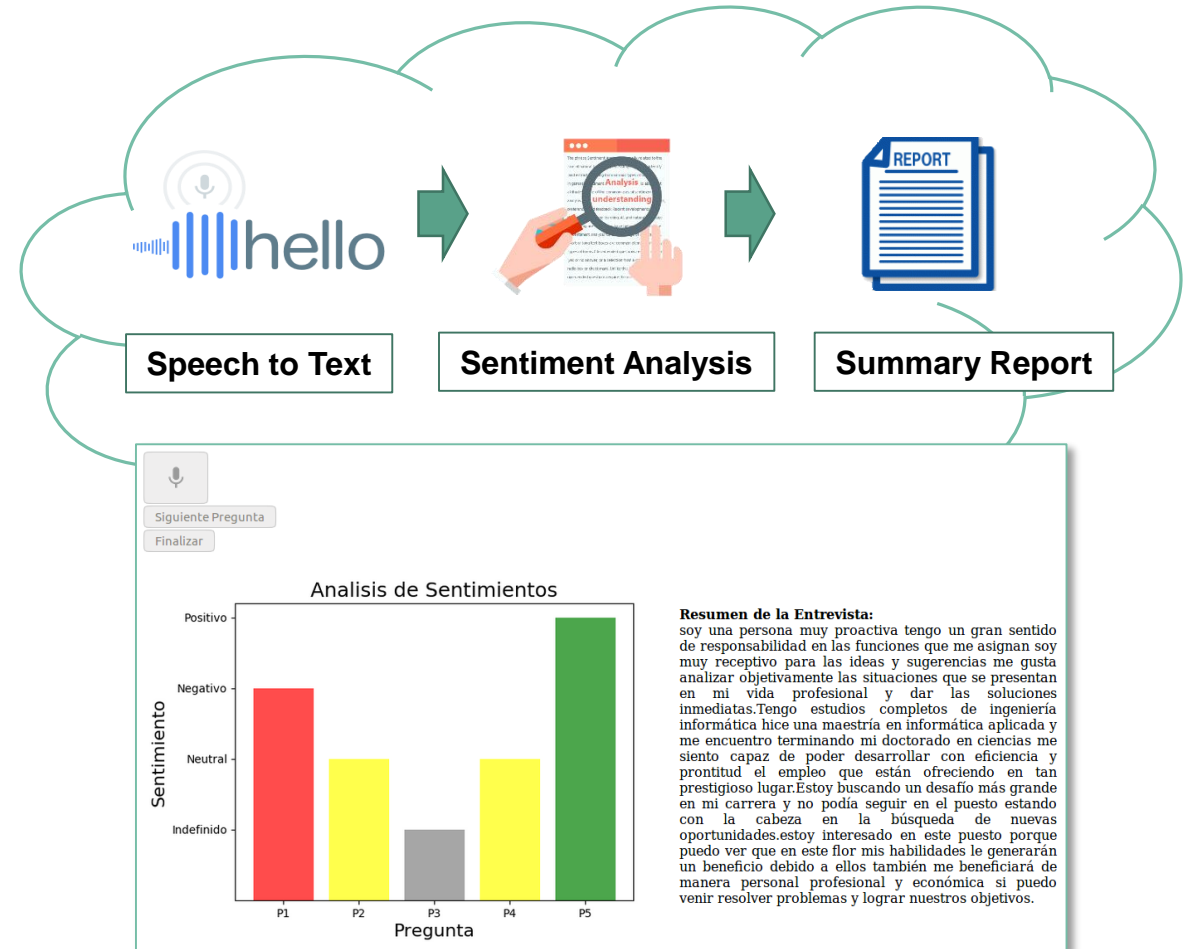 hello
Analysis
understanding
REPORT
Speech to Text
Sentiment Analysis
Summary Report
Siguiente Pregunta
Finalizar
Analisis de Sentimientos
Sentimiento
Positivo
Negativo
Neutral
Indefinido
P1 P2 P3 P4 P5
Pregunta
Resumen de la Entrevista:
soy una persona muy proactiva tengo un gran sentido
de responsabilidad en las funciones que me asignan soy
muy receptivo para las ideas y sugerencias me gusta
analizar objetivamente las situaciones que se presentan
en mi vida profesional y dar las soluciones
inmediatas.Tengo estudios completos de ingeniería
informática hice una maestría en informática aplicada y
me encuentro terminando mi doctorado en ciencias me
siento capaz de poder desarrollar con eficiencia y
prontitud el empleo que están ofreciendo en tan
prestigioso lugar.Estoy buscando un desafío más grande
en mi carrera y no podía seguir en el puesto estando
con la cabeza en la búsqueda de nuevas
oportunidades.estoy interesado en este puesto porque
puedo ver que en este flor mis habilidades le generarán
un beneficio debido a ellos también me beneficiará de
manera personal profesional y económica si puedo
venir resolver problemas y lograr nuestros objetivos.